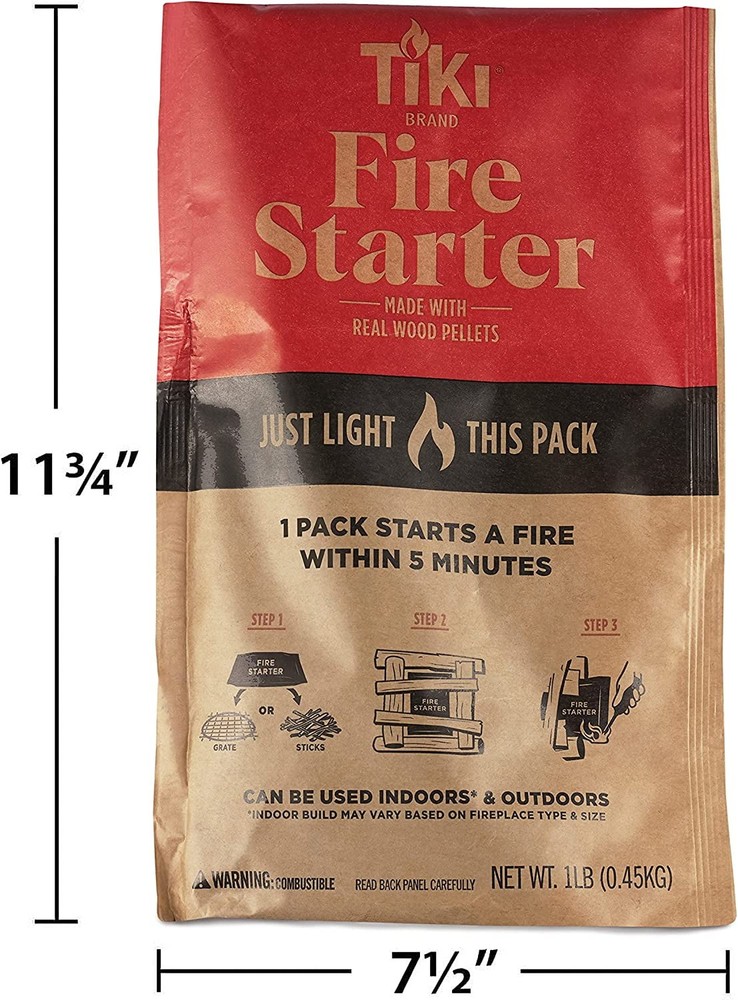 TiKi
BRAND
Fire
Starter
MADE WITH
REAL WOOD PELLETS
JUST LIGHT THIS PACK
1 PACK STARTS A FIRE
WITHIN 5 MINUTES
STEP 1
FIRE
STARTER
OR
GRATE
STICKS
STEP 2
FIRE
STARTER
STEP 3
FIRE
STARTER
CAN BE USED INDOORS* & OUTDOORS
*INDOOR BUILD MAY VARY BASED ON FIREPLACE TYPE & SIZE
WARNING: COMBUSTIBLE READ BACK PANEL CAREFULLY NET WT. 1LB (0.45KG)
11¾”
7½”